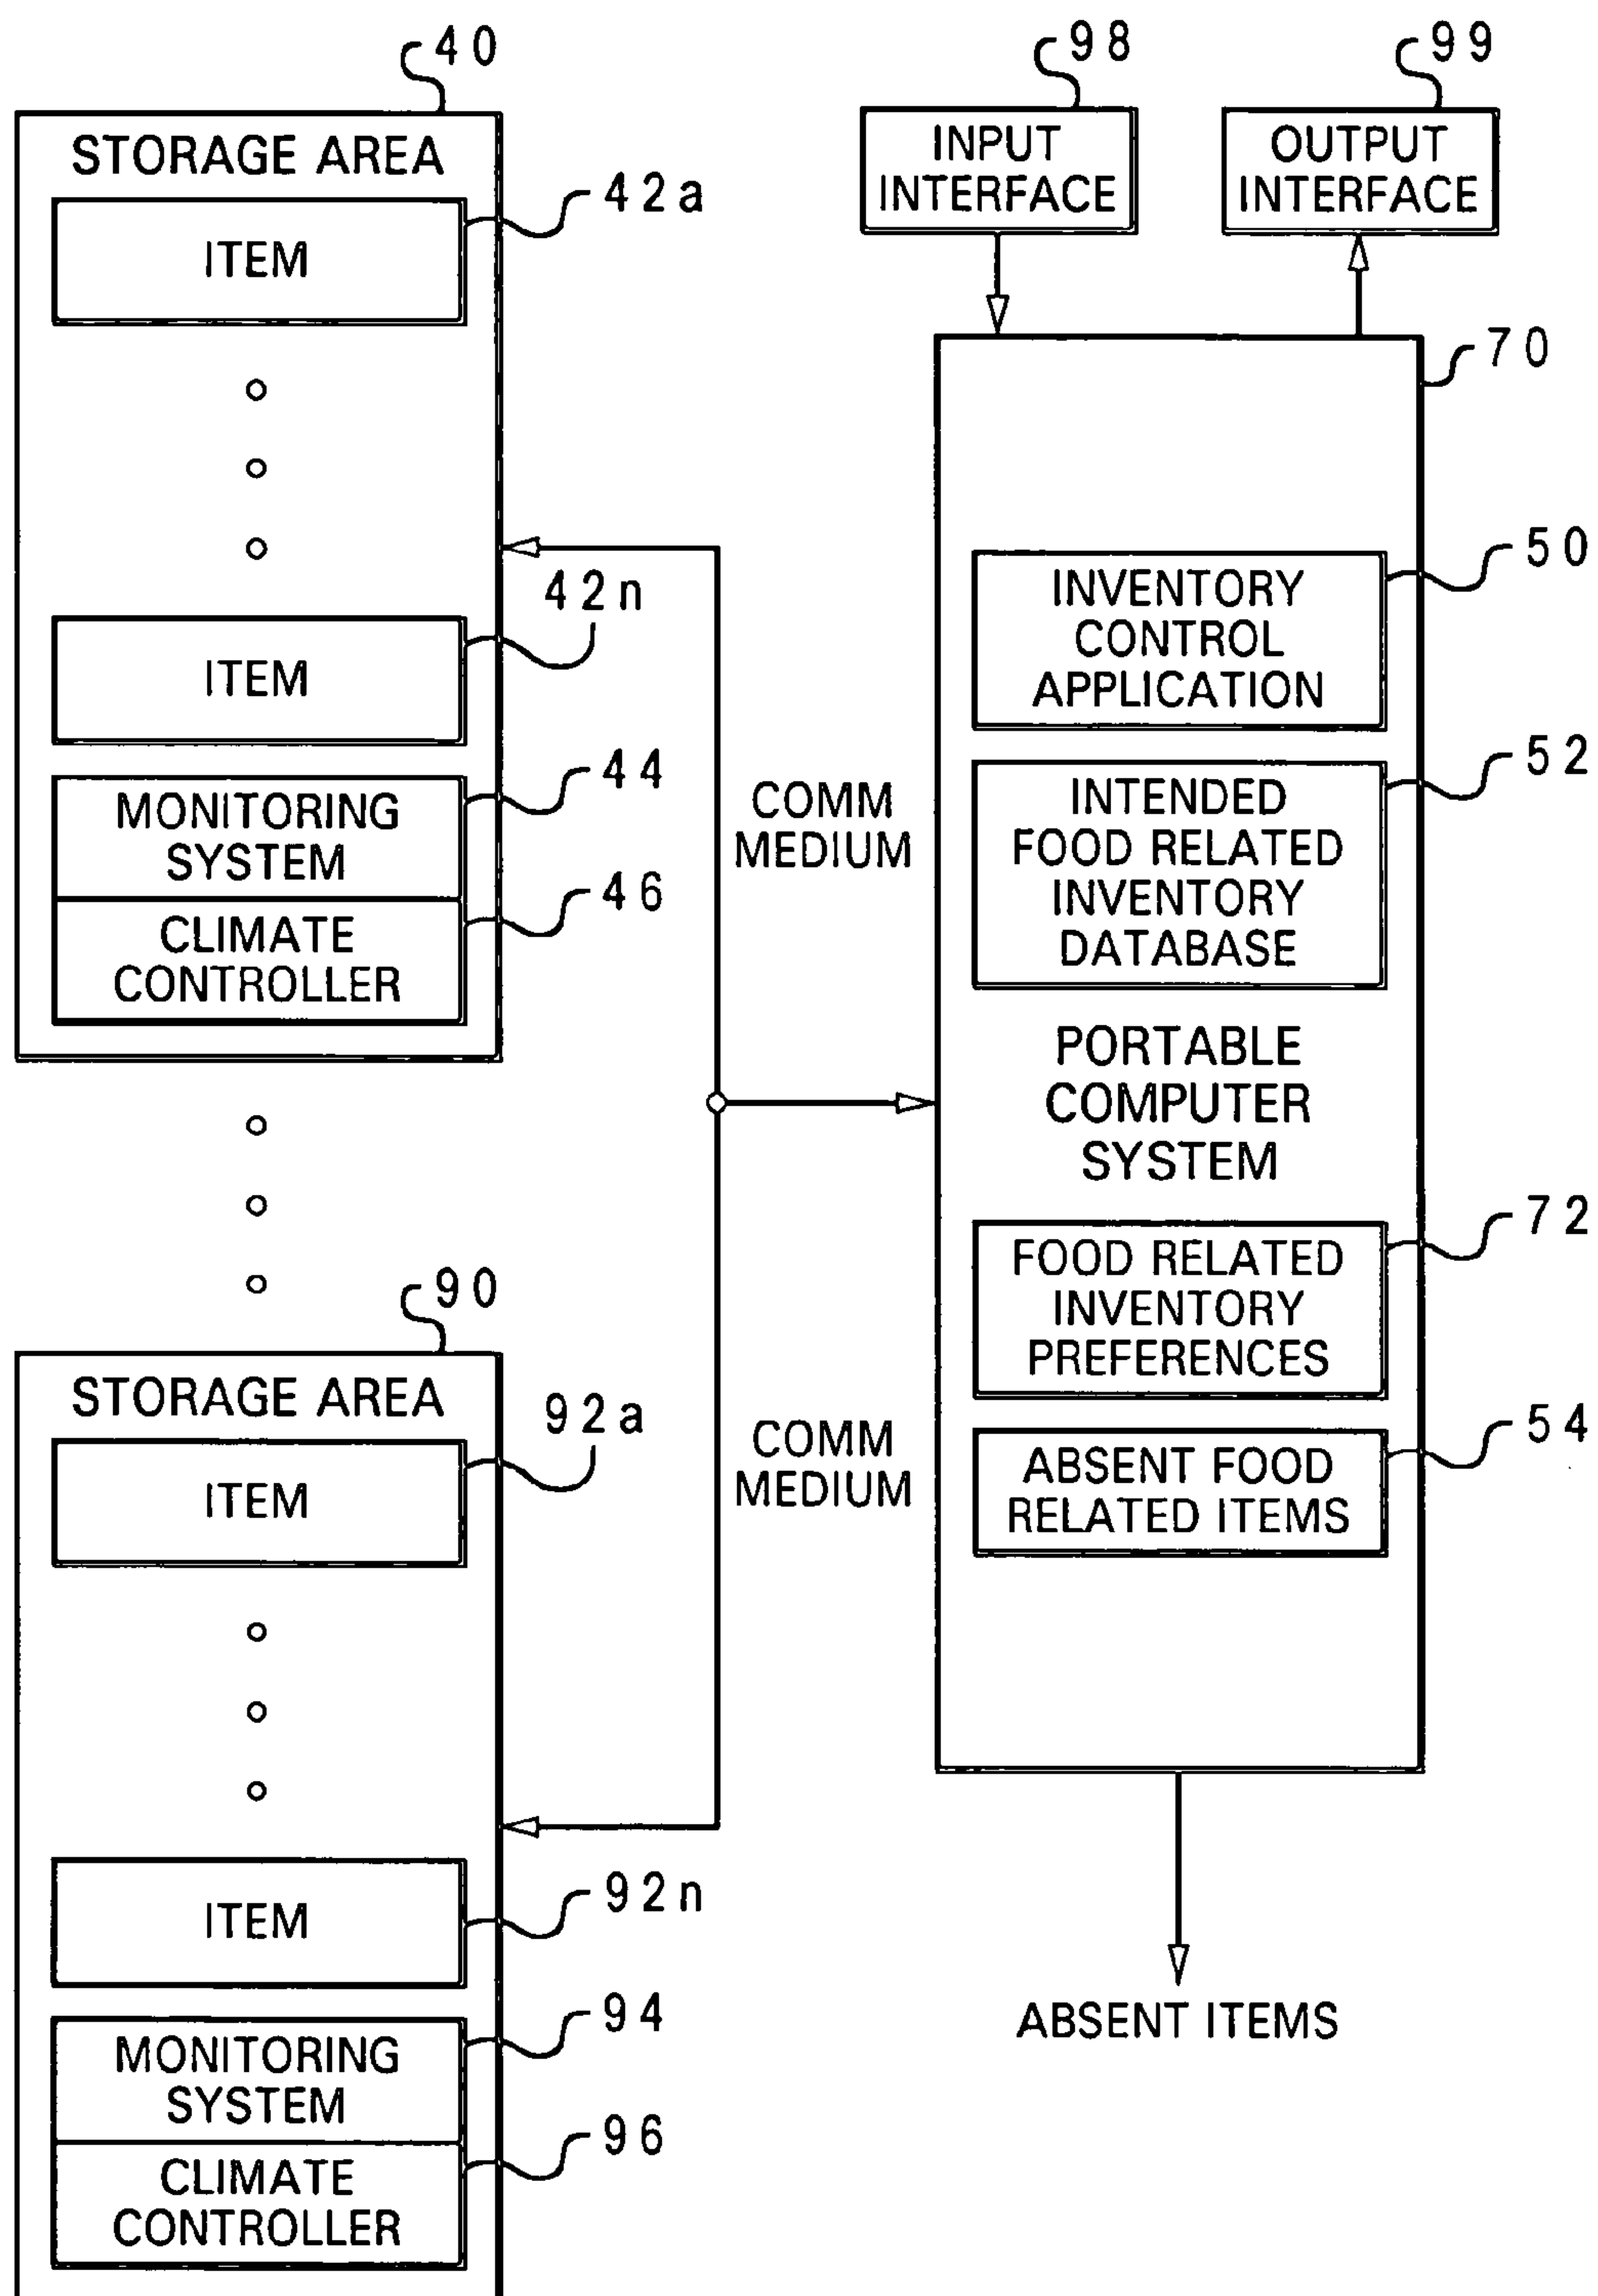 40
STORAGE AREA
42a
ITEM
42n
ITEM
44
MONITORING
SYSTEM
46
CLIMATE
CONTROLLER
90
STORAGE AREA
92a
ITEM
92n
ITEM
94
MONITORING
SYSTEM
96
CLIMATE
CONTROLLER
COMM
MEDIUM
COMM
MEDIUM
98
INPUT
INTERFACE
99
OUTPUT
INTERFACE
70
50
INVENTORY
CONTROL
APPLICATION
52
INTENDED
FOOD RELATED
INVENTORY
DATABASE
PORTABLE
COMPUTER
SYSTEM
72
FOOD RELATED
INVENTORY
PREFERENCES
54
ABSENT FOOD
RELATED ITEMS
ABSENT ITEMS